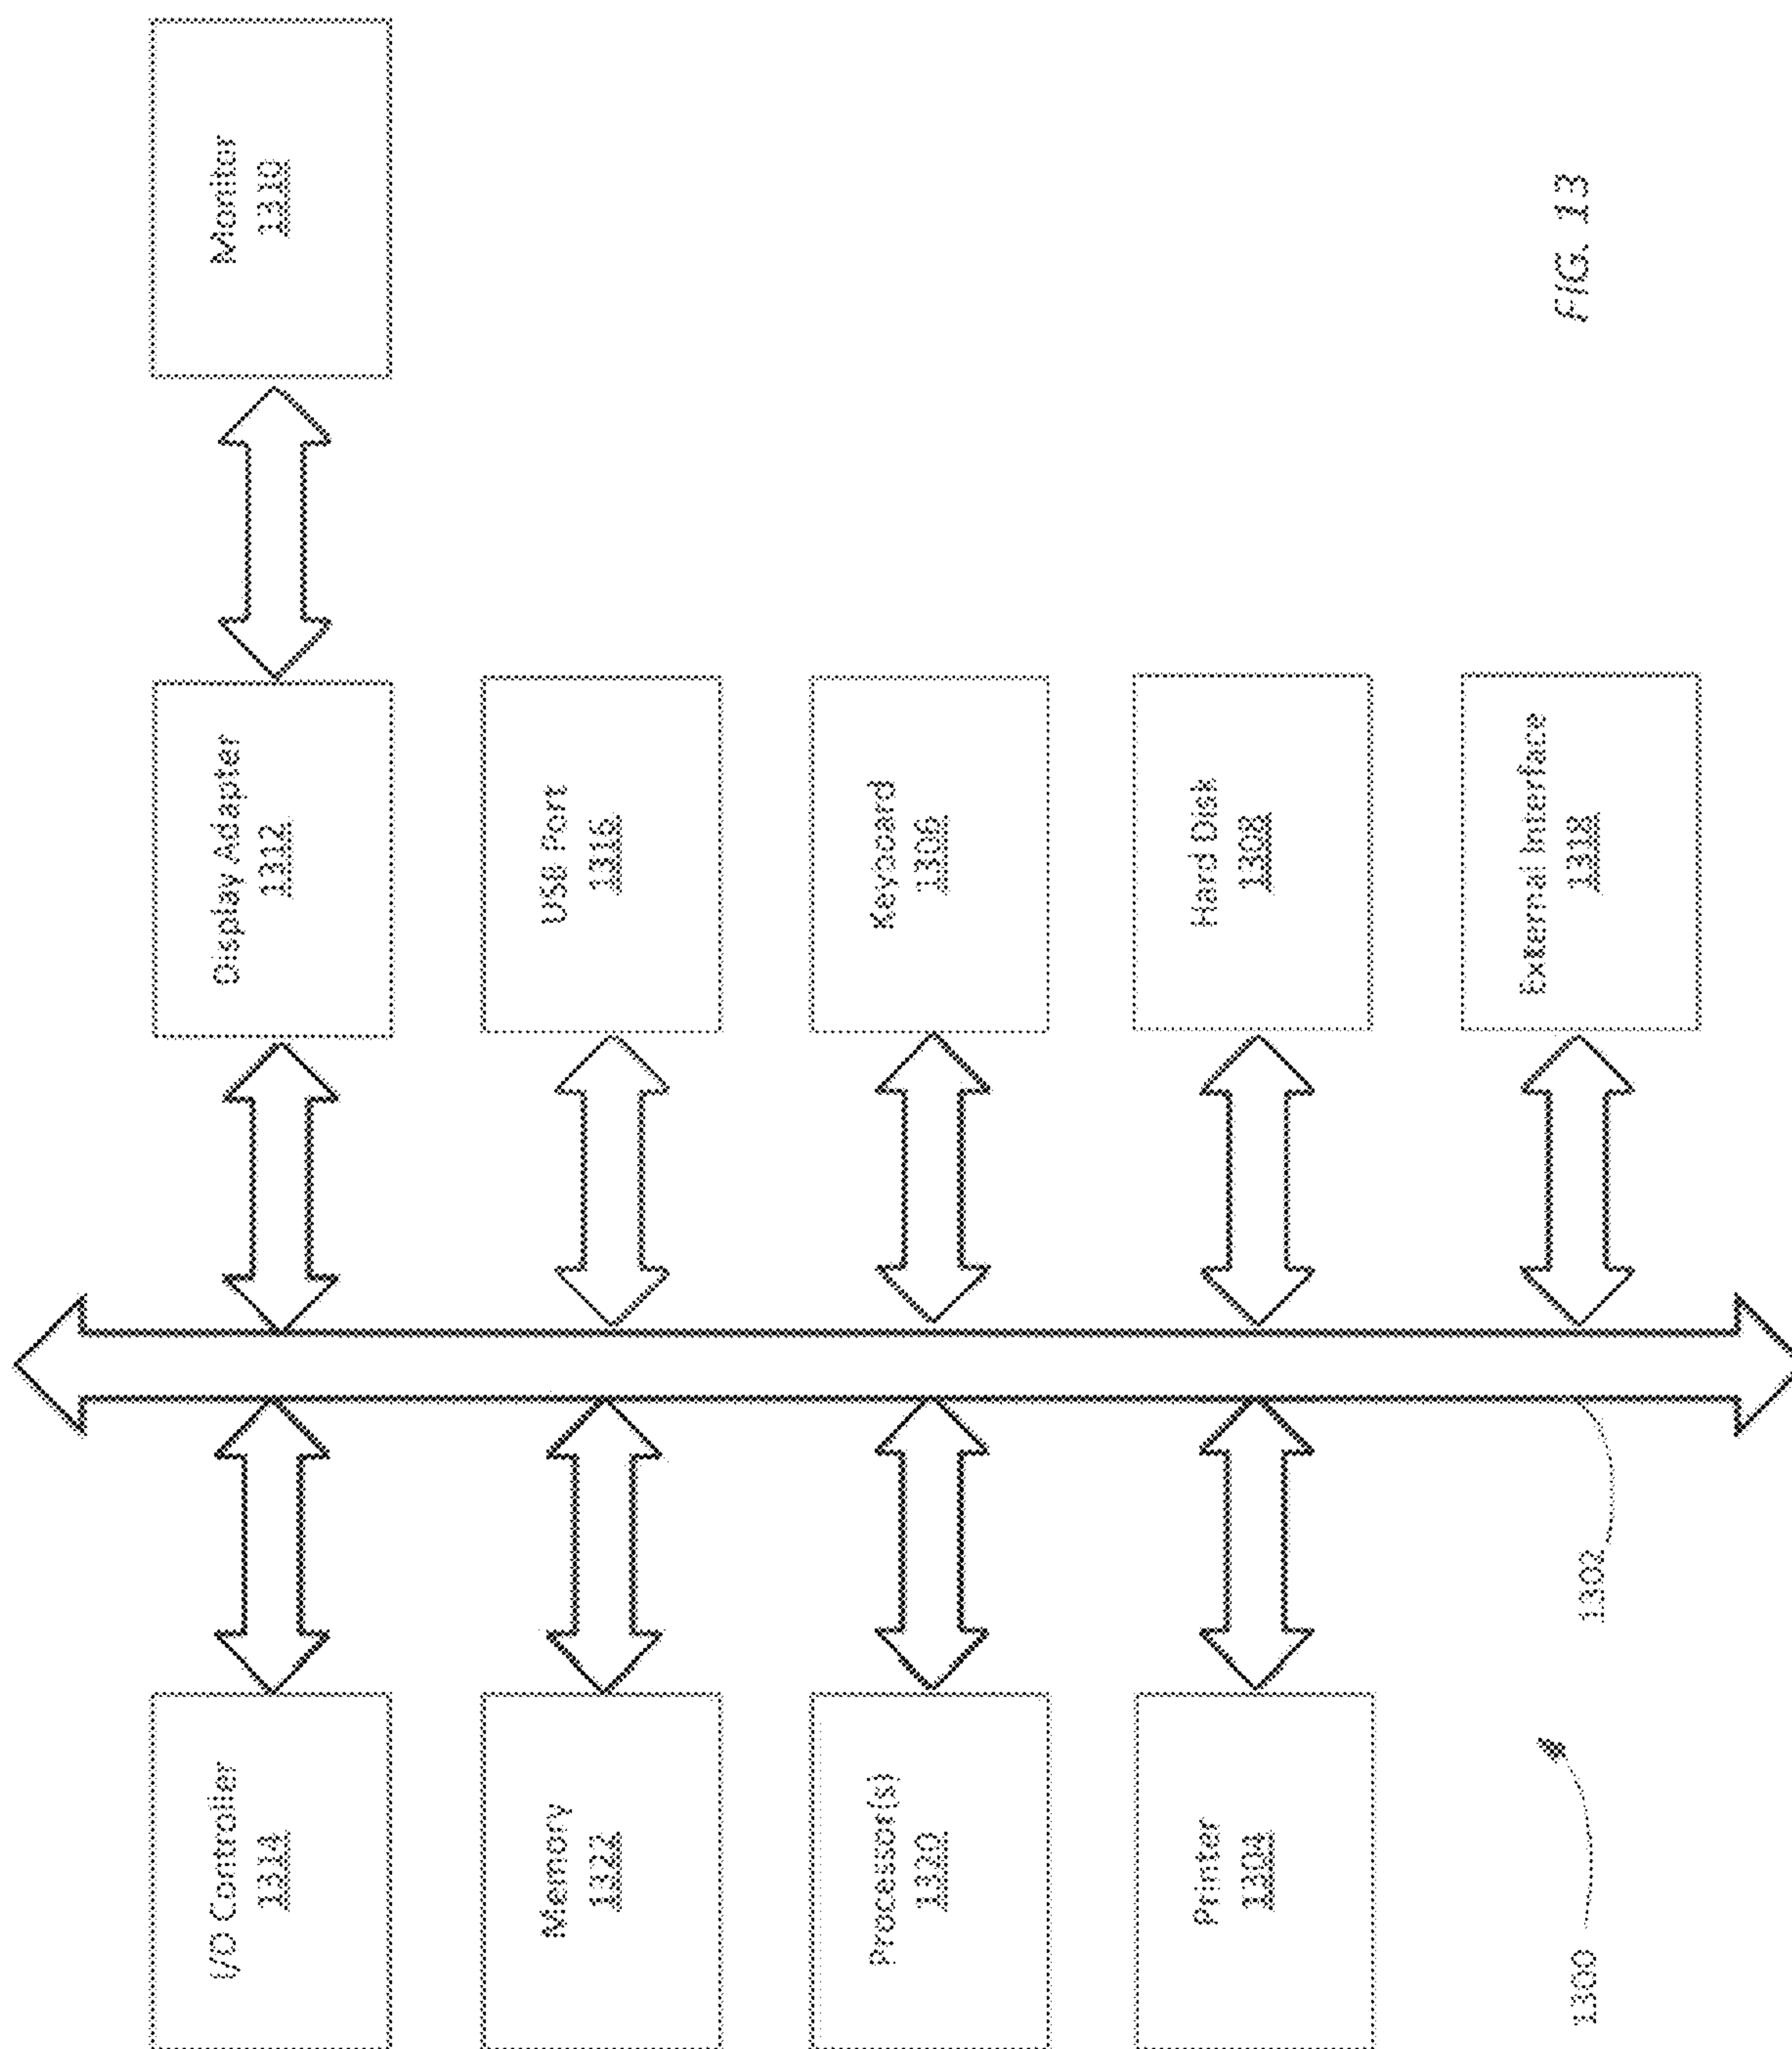 I/O Controller
1314
Display Adapter
1312
Monitor
1310
Memory
1322
USB Port
1316
Processor(s)
1320
Keyboard
1306
Printer
1304
Hard Disk
1308
External Interface
1318
1302
1300
FIG. 13